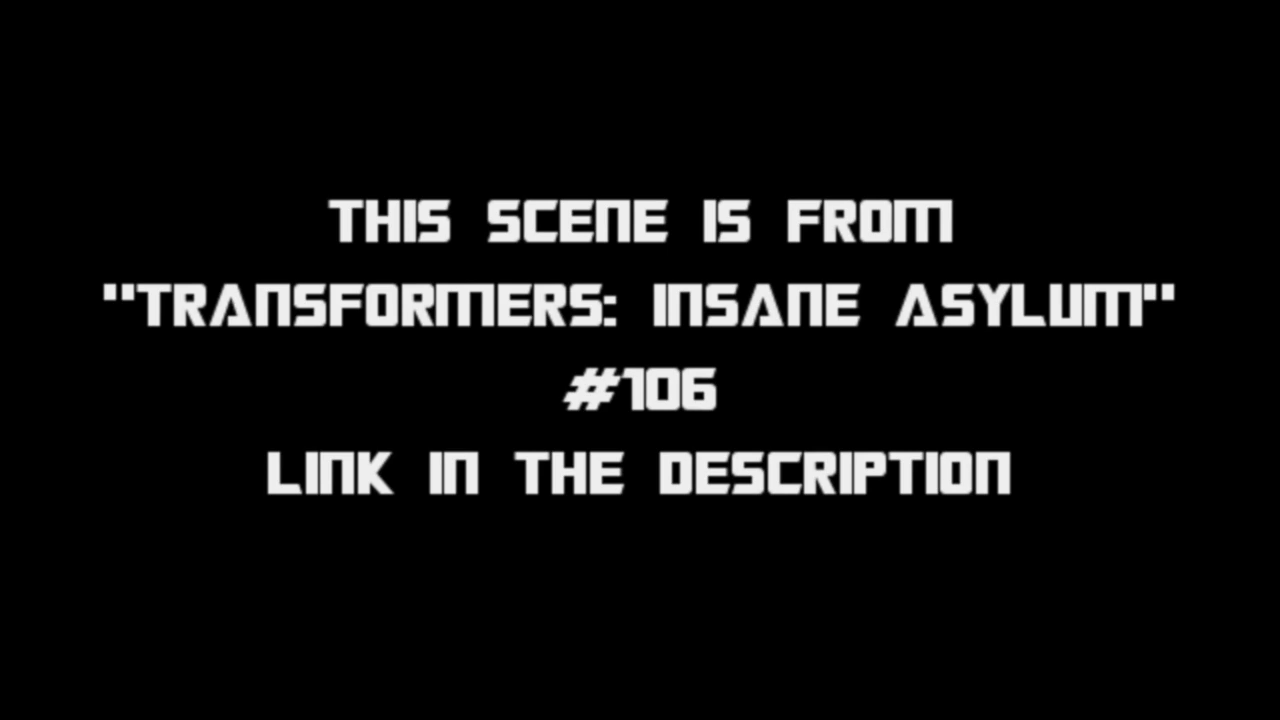 THIS SCENE IS FROM
"TRANSFORMERS: INSANE ASYLUM"
#106
LINK IN THE DESCRIPTION